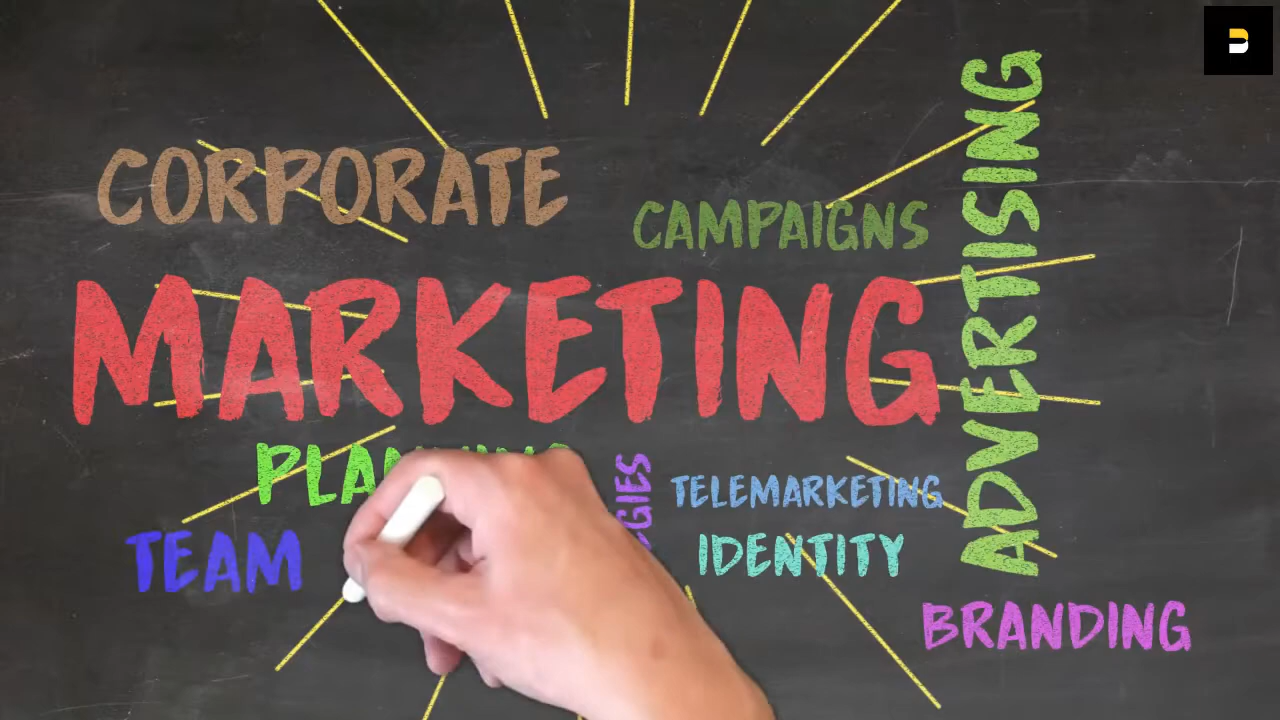 CORPORATE
CAMPAIGNS
ADVERTISING
MARKETING
TELEMARKETING
IDENTITY
TEAM
BRANDING